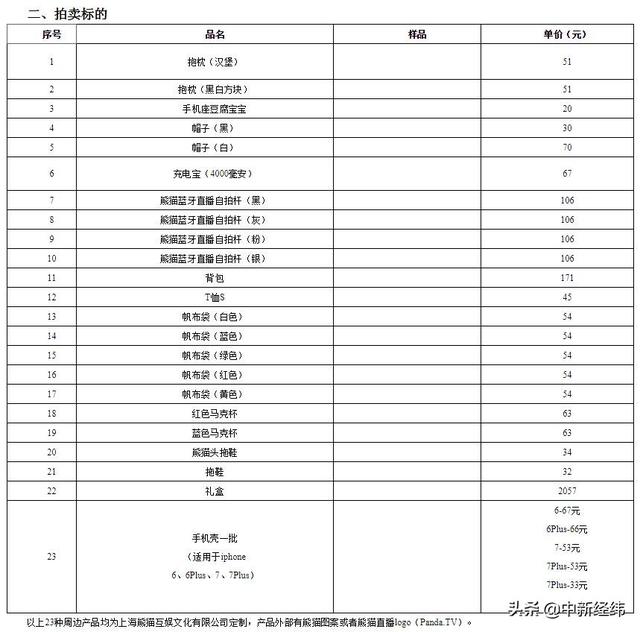 二、拍卖标的
序号 品名 样品 单价（元）
1 抱枕（汉堡） 51
2 抱枕（黑白方块） 51
3 手机座豆腐宝宝 20
4 帽子（黑） 30
5 帽子（白） 70
6 充电宝（4000毫安） 67
7 熊猫蓝牙直播自拍杆（黑） 106
8 熊猫蓝牙直播自拍杆（灰） 106
9 熊猫蓝牙直播自拍杆（粉） 106
10 熊猫蓝牙直播自拍杆（银） 106
11 背包 171
12 T恤S 45
13 帆布袋（白色） 54
14 帆布袋（蓝色） 54
15 帆布袋（绿色） 54
16 帆布袋（红色） 54
17 帆布袋（黄色） 54
18 红色马克杯 63
19 蓝色马克杯 63
20 熊猫头拖鞋 34
21 拖鞋 32
22 礼盒 2057
23 手机壳一批
（适用于iphone
6、6Plus、7、7Plus）
6-67元
6Plus-66元
7-53元
7Plus-53元
7Plus-33元
以上23种周边产品均为上海熊猫互娱文化有限公司定制，产品外部有熊猫图案或者熊猫直播logo（Panda.TV）。
头条 @中新经纬